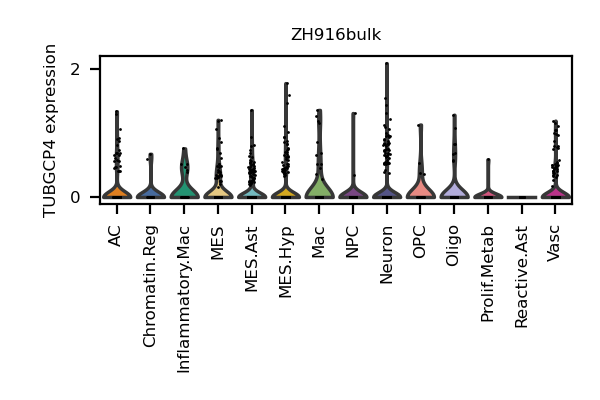 ZH916bulk
TUBGCP4 expression
2
0
AC
Chromatin.Reg
Inflammatory.Mac
MES
MES.Ast
MES.Hyp
Mac
NPC
Neuron
OPC
Oligo
Prolif.Metab
Reactive.Ast
Vasc